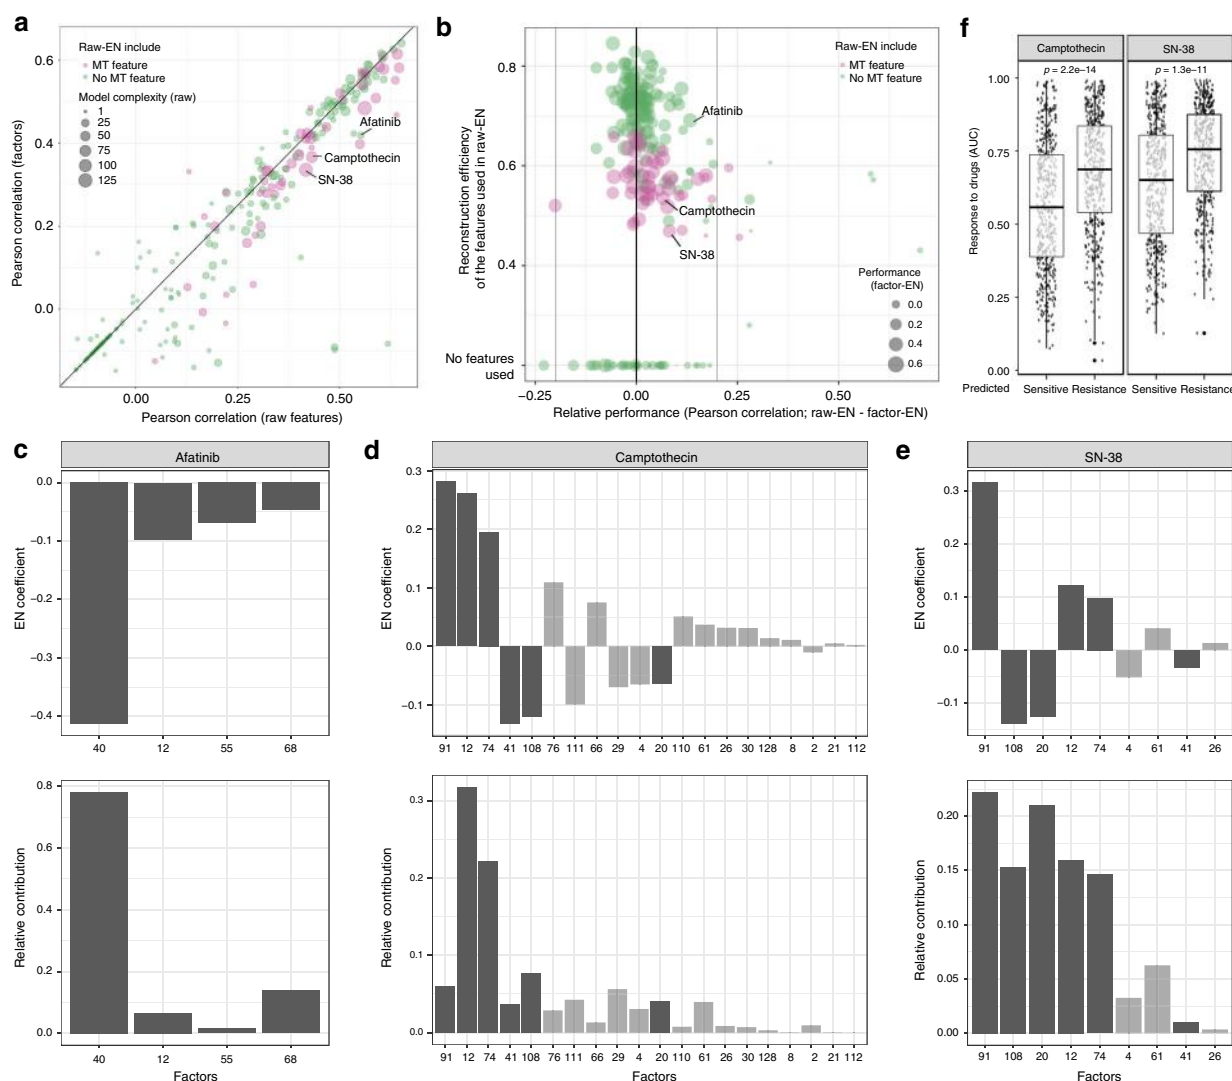 a
Raw-EN include
MT feature
No MT feature
Model complexity (raw)
1
25
50
75
100
125
Afatinib
Camptothecin
SN-38
0.6
0.4
0.2
0.0
0.00
0.25
0.50
Pearson correlation (factors)
Pearson correlation (raw features)
b
Raw-EN include
MT feature
No MT feature
Afatinib
Camptothecin
SN-38
Performance
(factor-EN)
0.0
0.2
0.4
0.6
0.8
0.6
0.4
No features
used
−0.25
0.00
0.25
0.50
Reconstruction efficiency
of the features used in raw-EN
Relative performance (Pearson correlation; raw-EN - factor-EN)
f
Camptothecin
SN-38
p = 2.2e−14
p = 1.3e−11
1.00
0.75
0.50
0.25
0.00
Response to drugs (AUC)
Predicted
Sensitive Resistance
Sensitive Resistance
c
Afatinib
0.0
−0.1
−0.2
−0.3
−0.4
EN coefficient
40 12 55 68
0.8
0.6
0.4
0.2
0.0
Relative contribution
40 12 55 68
Factors
d
Camptothecin
0.3
0.2
0.1
0.0
−0.1
EN coefficient
91 12 74 41 108 76 111 66 29 4 20 110 61 26 30 128 8 2 21 112
0.3
0.2
0.1
0.0
Relative contribution
91 12 74 41 108 76 111 66 29 4 20 110 61 26 30 128 8 2 21 112
Factors
e
SN-38
0.3
0.2
0.1
0.0
−0.1
EN coefficient
91 108 20 12 74 4 61 41 26
0.20
0.15
0.10
0.05
0.00
Relative contribution
91 108 20 12 74 4 61 41 26
Factors